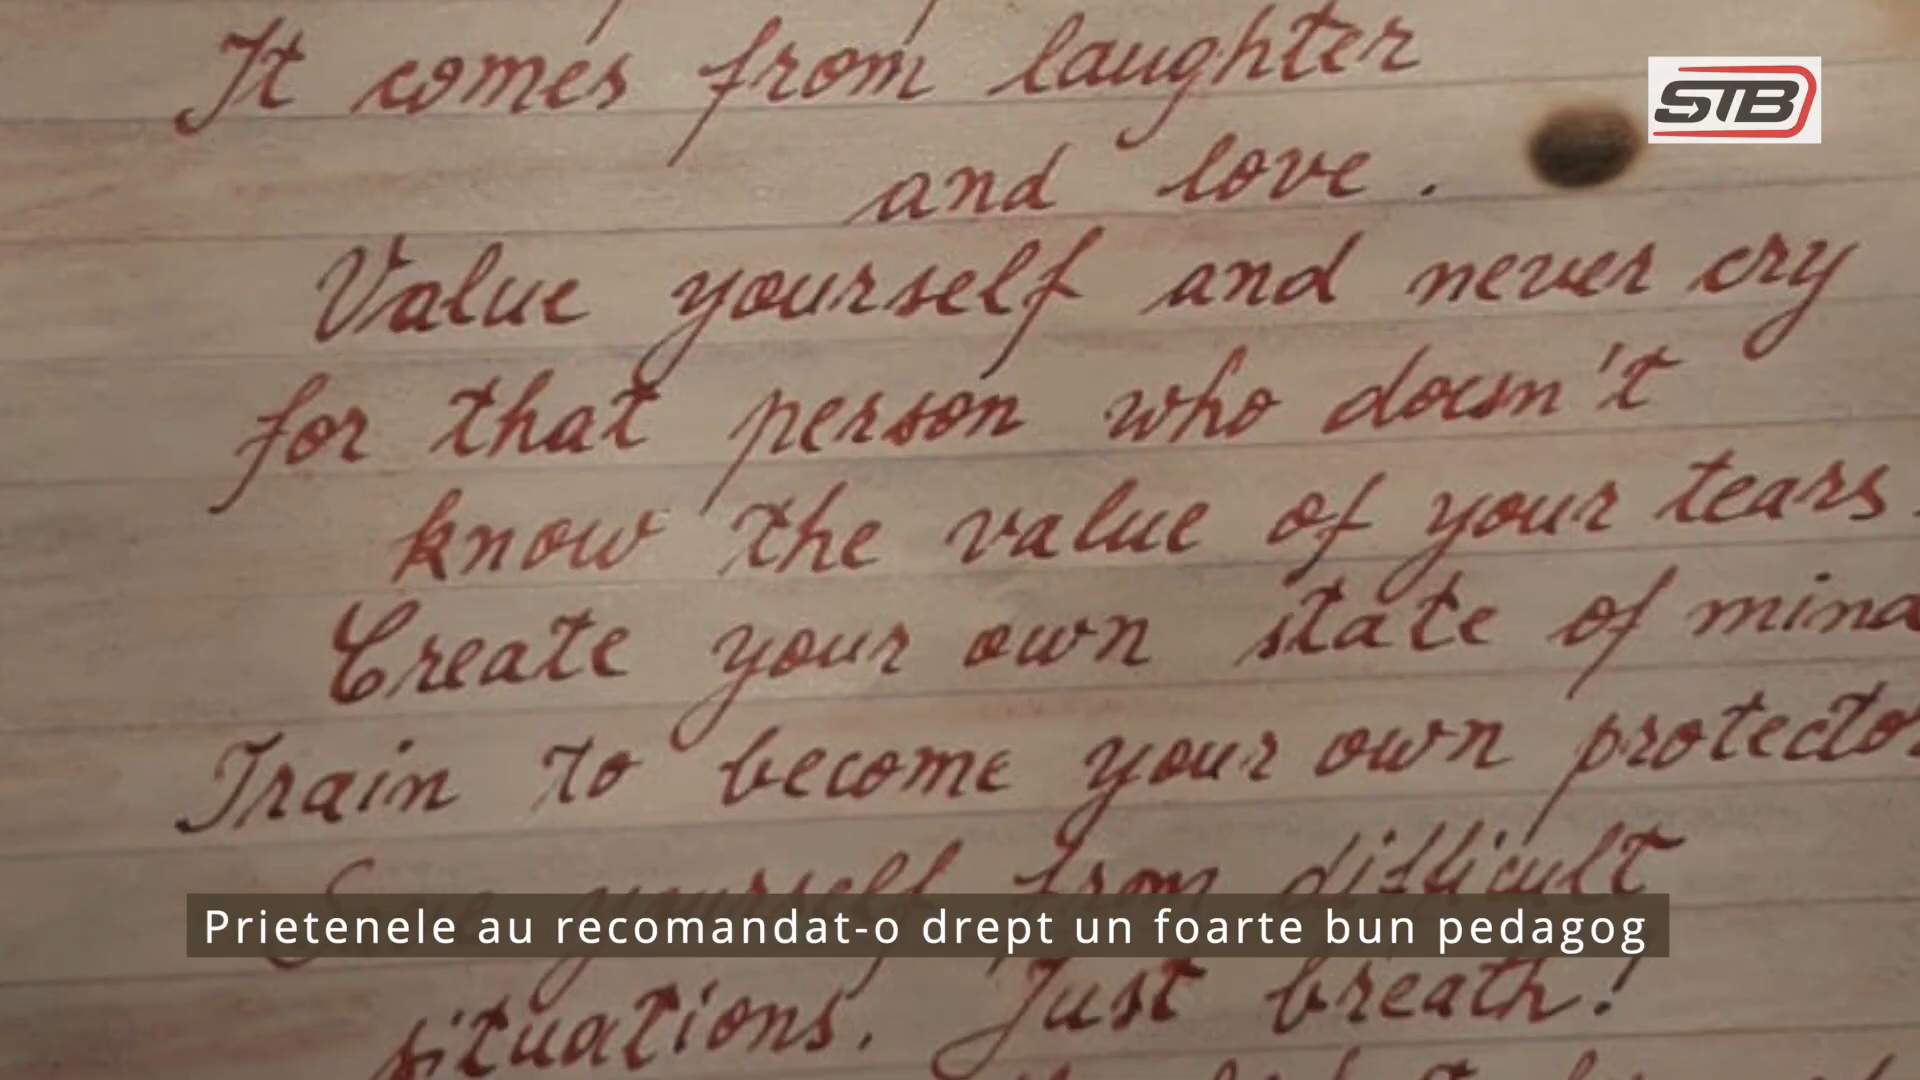 It comes from laughter
and love.
Value yourself and never cry
for that person who doesn't
know the value of your tears.
Create your own state of mind
Train to become your own protector
yourself from difficult
situations. Just breath!
STB
Prietenele au recomandat-o drept un foarte bun pedagog